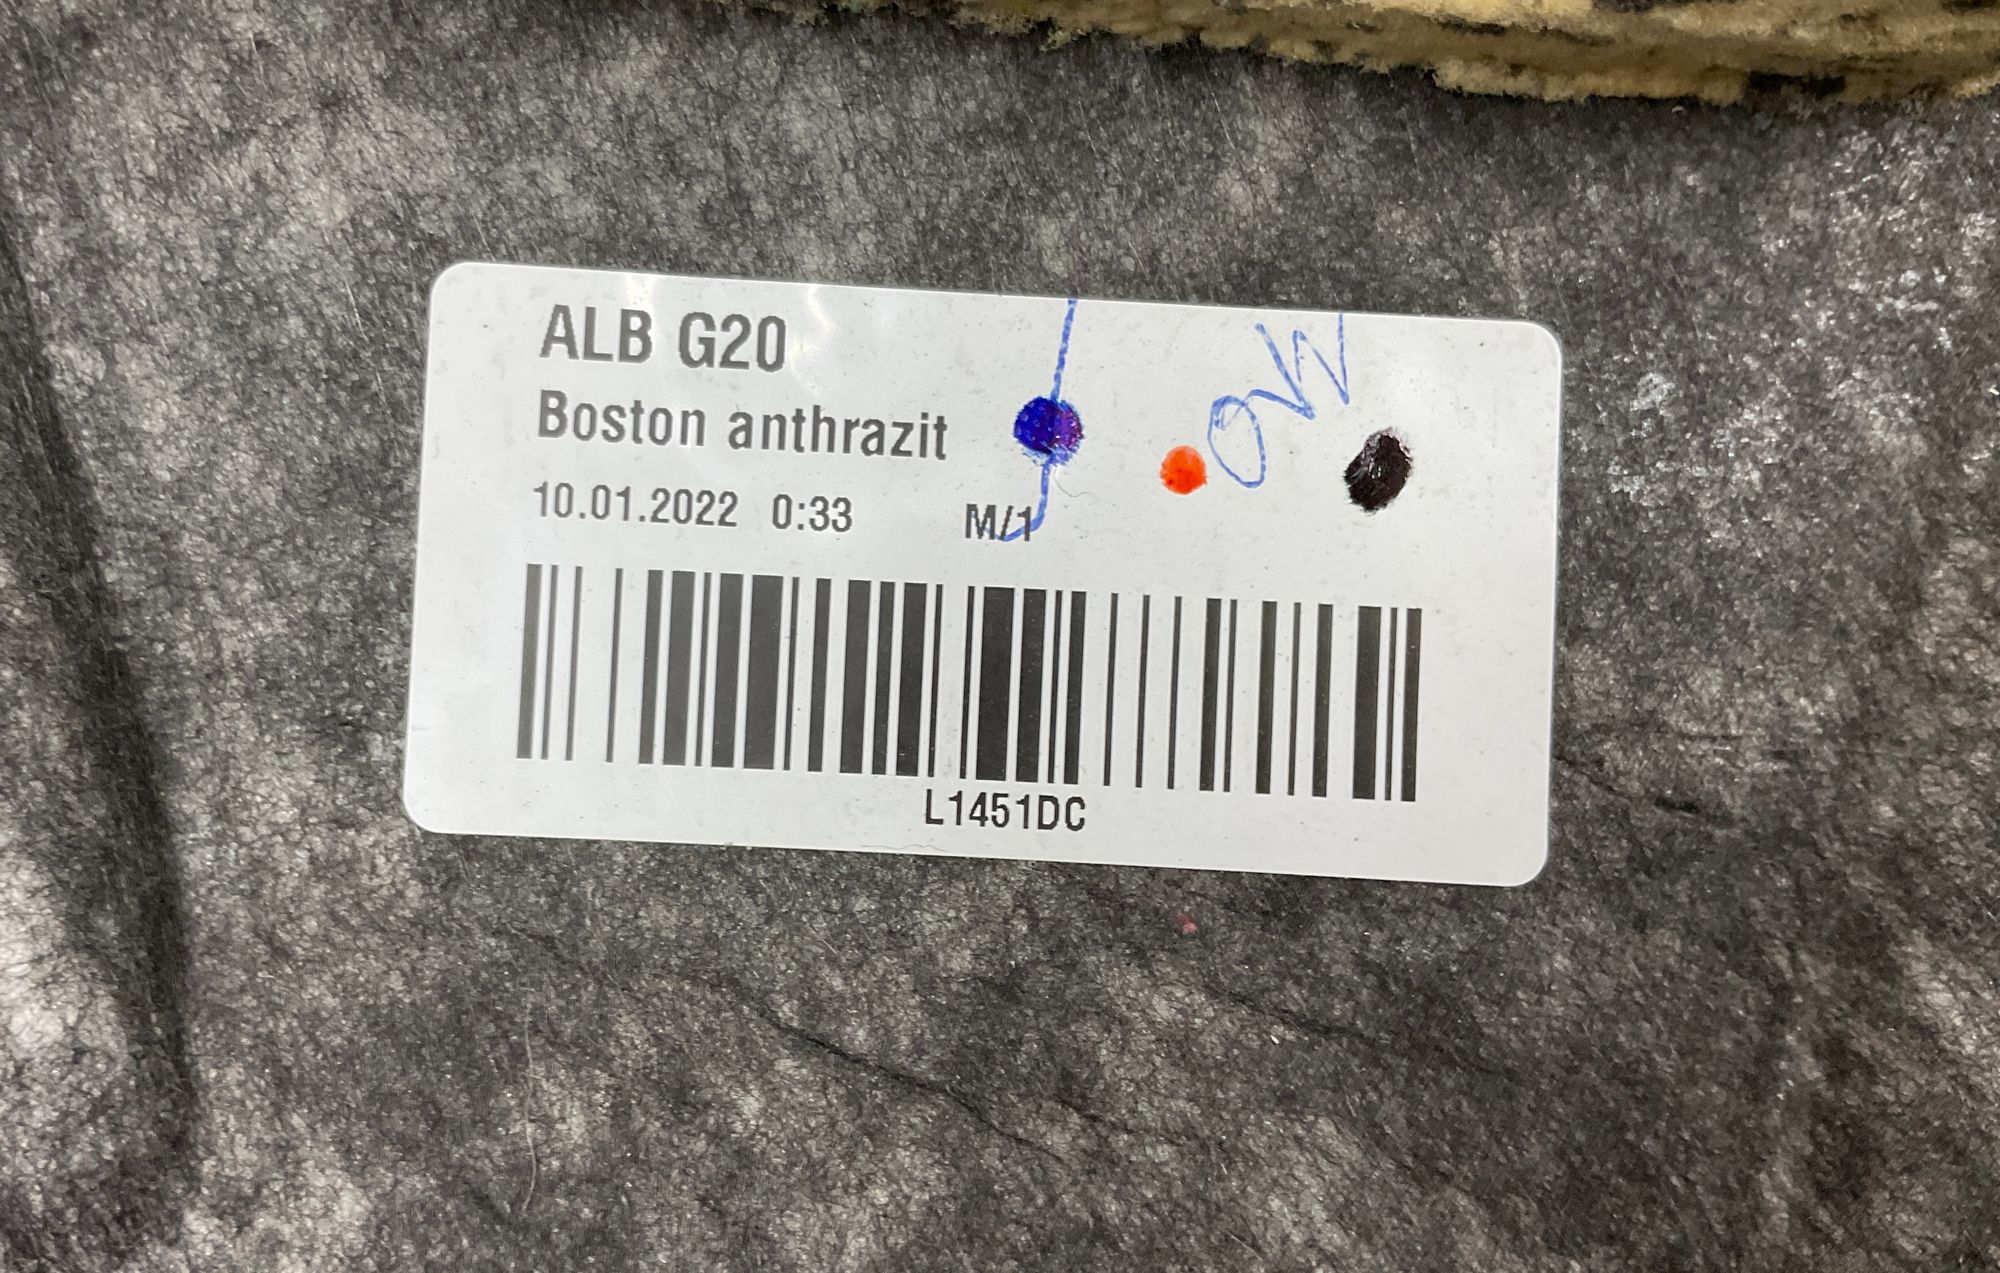 ALB G20
Boston anthrazit
10.01.2022 0:33 M/1
L1451DC